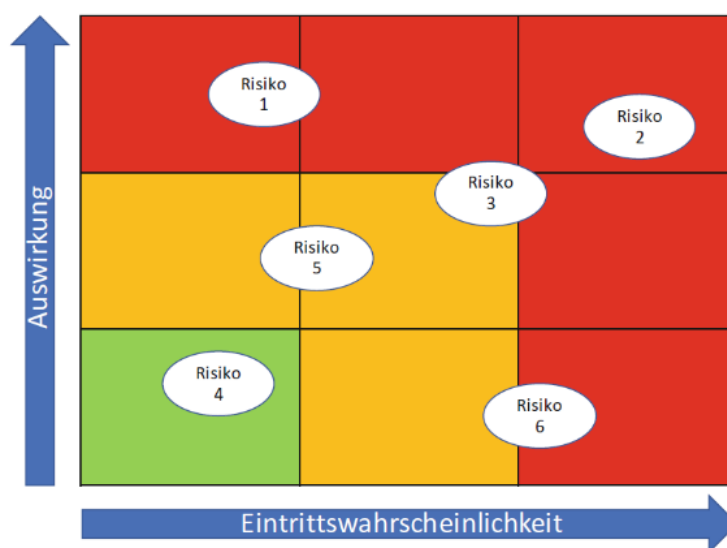 Auswirkung
Risiko
1
Risiko
2
Risiko
3
Risiko
5
Risiko
4
Risiko
6
Eintrittswahrscheinlichkeit